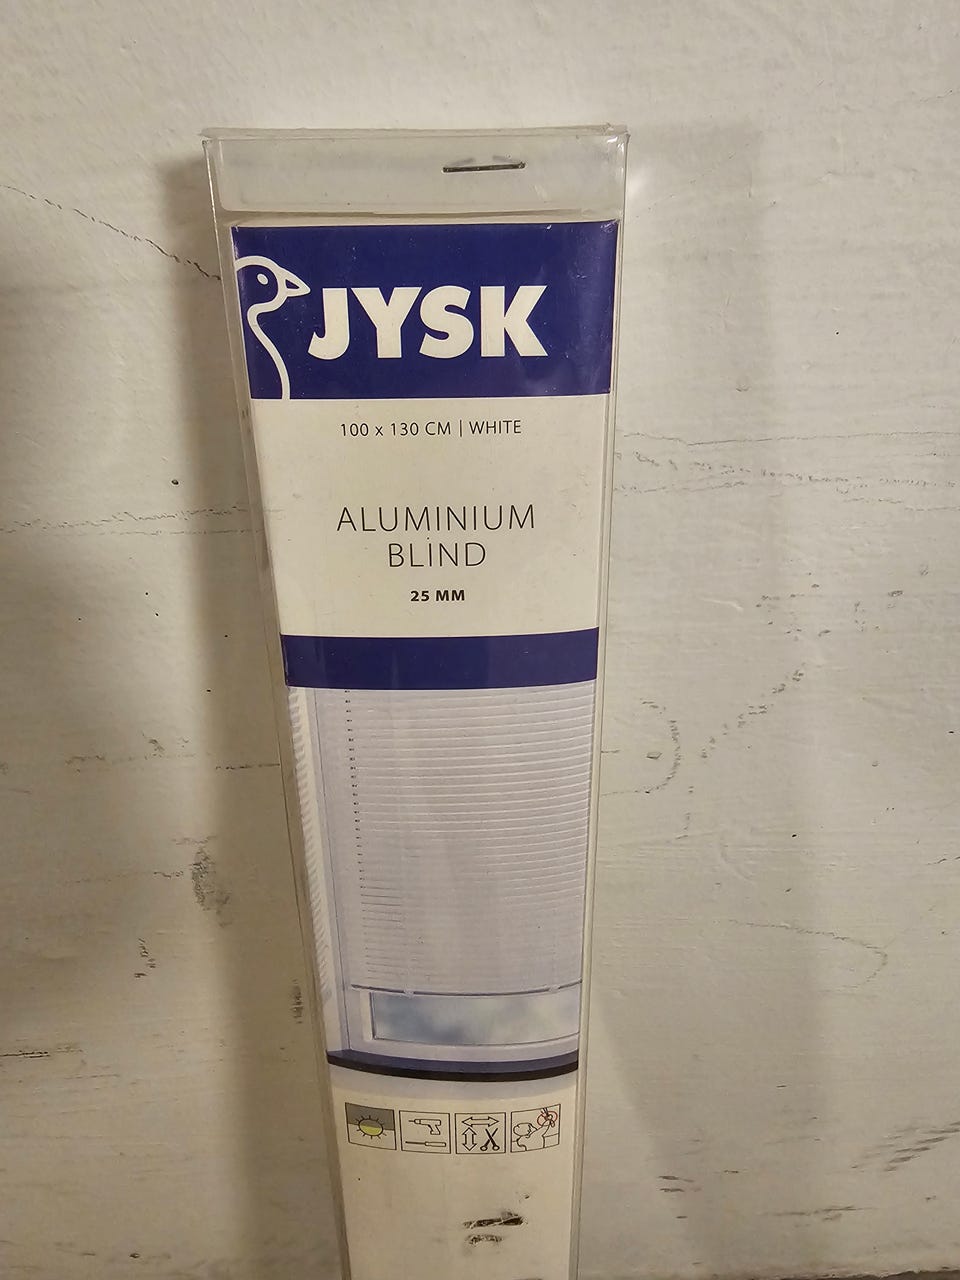 JYSK
100 x 130 CM | WHITE
ALUMINIUM
BLIND
25 MM